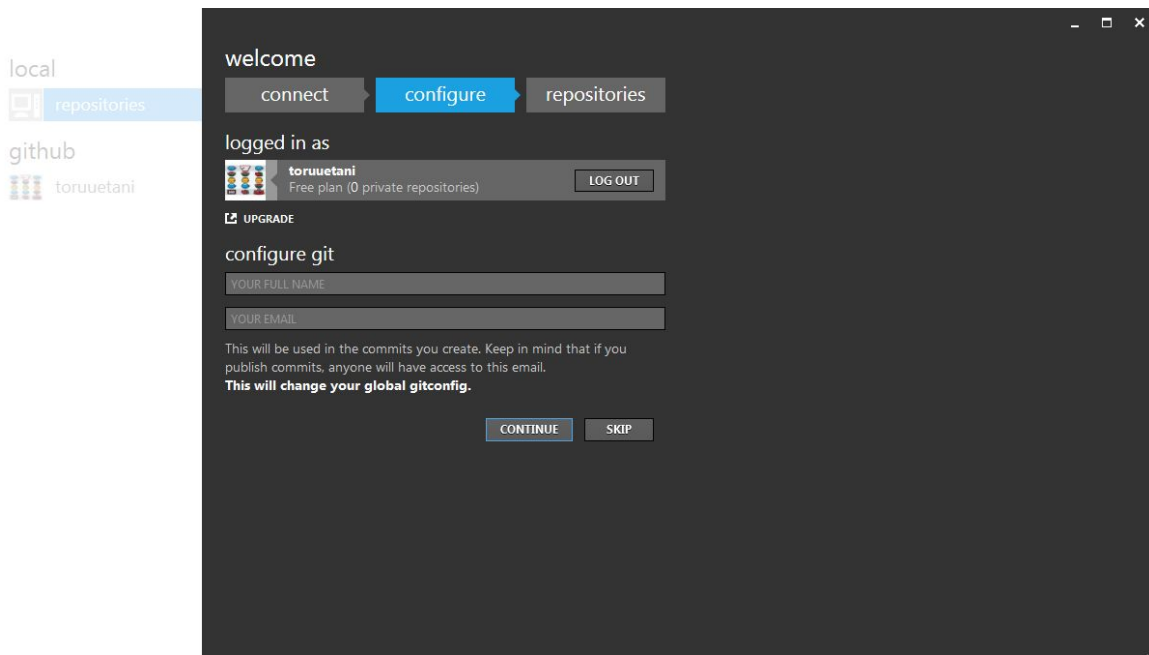 local
repositories
github
toruuetani
welcome
connect
configure
repositories
logged in as
toruuetani
Free plan (0 private repositories)
LOG OUT
UPGRADE
configure git
YOUR FULL NAME
YOUR EMAIL
This will be used in the commits you create. Keep in mind that if you
publish commits, anyone will have access to this email.
This will change your global gitconfig.
CONTINUE
SKIP